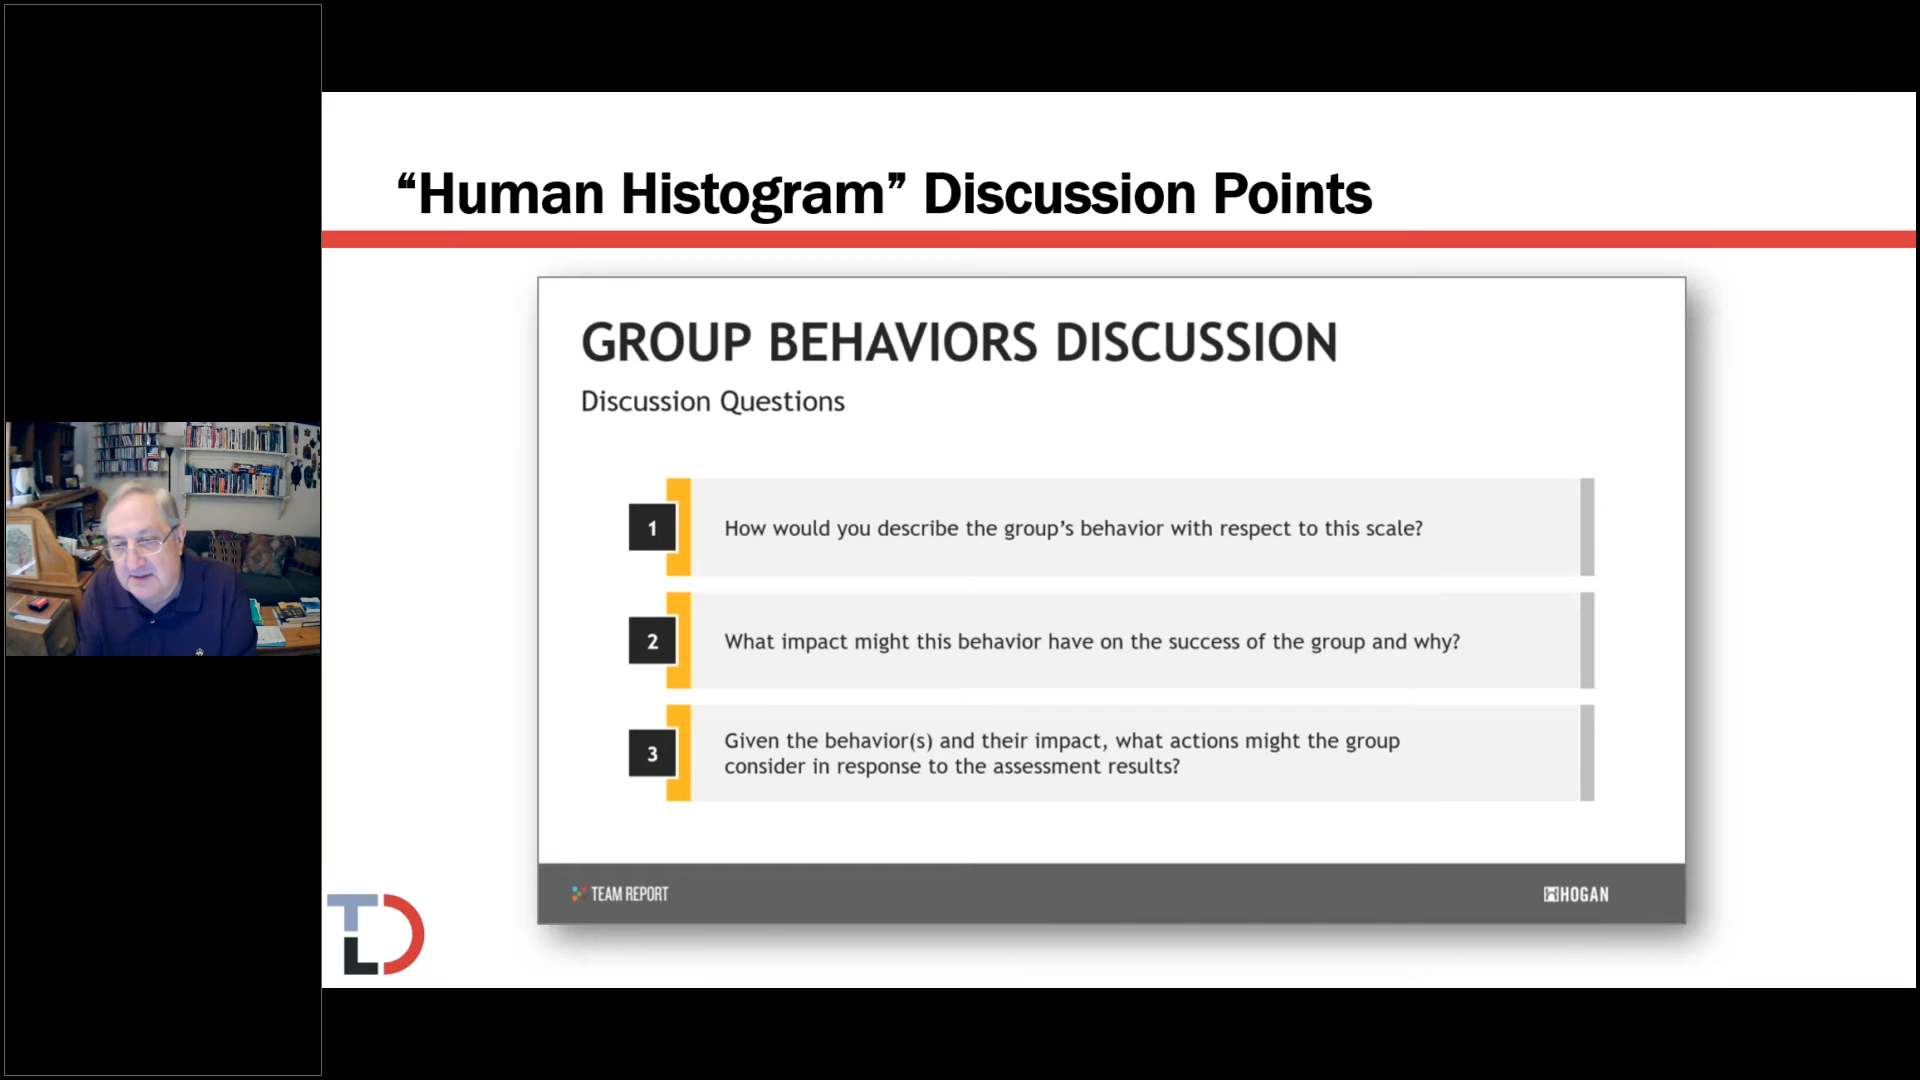 “Human Histogram” Discussion Points
GROUP BEHAVIORS DISCUSSION
Discussion Questions
1
How would you describe the group’s behavior with respect to this scale?
2
What impact might this behavior have on the success of the group and why?
3
Given the behavior(s) and their impact, what actions might the group
consider in response to the assessment results?
TEAM REPORT
HOGAN
TLD